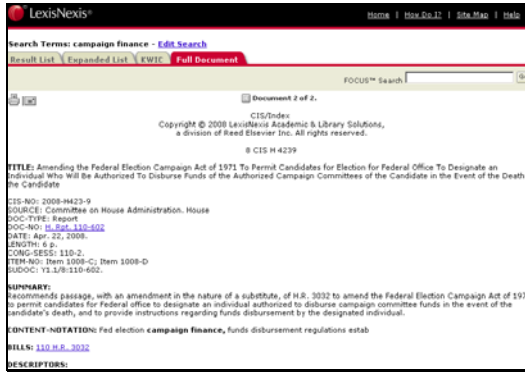 LexisNexis®
Home | How Do I? | Site Map | Help
Search Terms: campaign finance - Edit Search
Result List Expanded List KWIC Full Document
FOCUS™ Search
Document 2 of 2.
CIS/Index
Copyright © 2008 LexisNexis Academic & Library Solutions,
a division of Reed Elsevier Inc. All rights reserved.
8 CIS H 4239
TITLE: Amending the Federal Election Campaign Act of 1971 To Permit Candidates for Election for Federal Office To Designate an
Individual Who Will Be Authorized To Disburse Funds of the Authorized Campaign Committees of the Candidate in the Event of the Death
the Candidate
CIS-NO: 2008-H423-9
SOURCE: Committee on House Administration. House
DOC-TYPE: Report
DOC-NO: H. Rpt. 110-602
DATE: Apr. 22, 2008.
LENGTH: 6 p.
CONG-SESS: 110-2.
ITEM-NO: Item 1008-C; Item 1008-D
SUDOC: Y1.1/8:110-602.
SUMMARY:
Recommends passage, with an amendment in the nature of a substitute, of H.R. 3032 to amend the Federal Election Campaign Act of 197
to permit candidates for Federal office to designate an individual authorized to disburse campaign committee funds in the event of the
candidate's death, and to provide instructions regarding funds disbursement by the designated individual.
CONTENT-NOTATION: Fed election campaign finance, funds disbursement regulations estab
BILLS: 110 H.R. 3032
DESCRIPTORS: